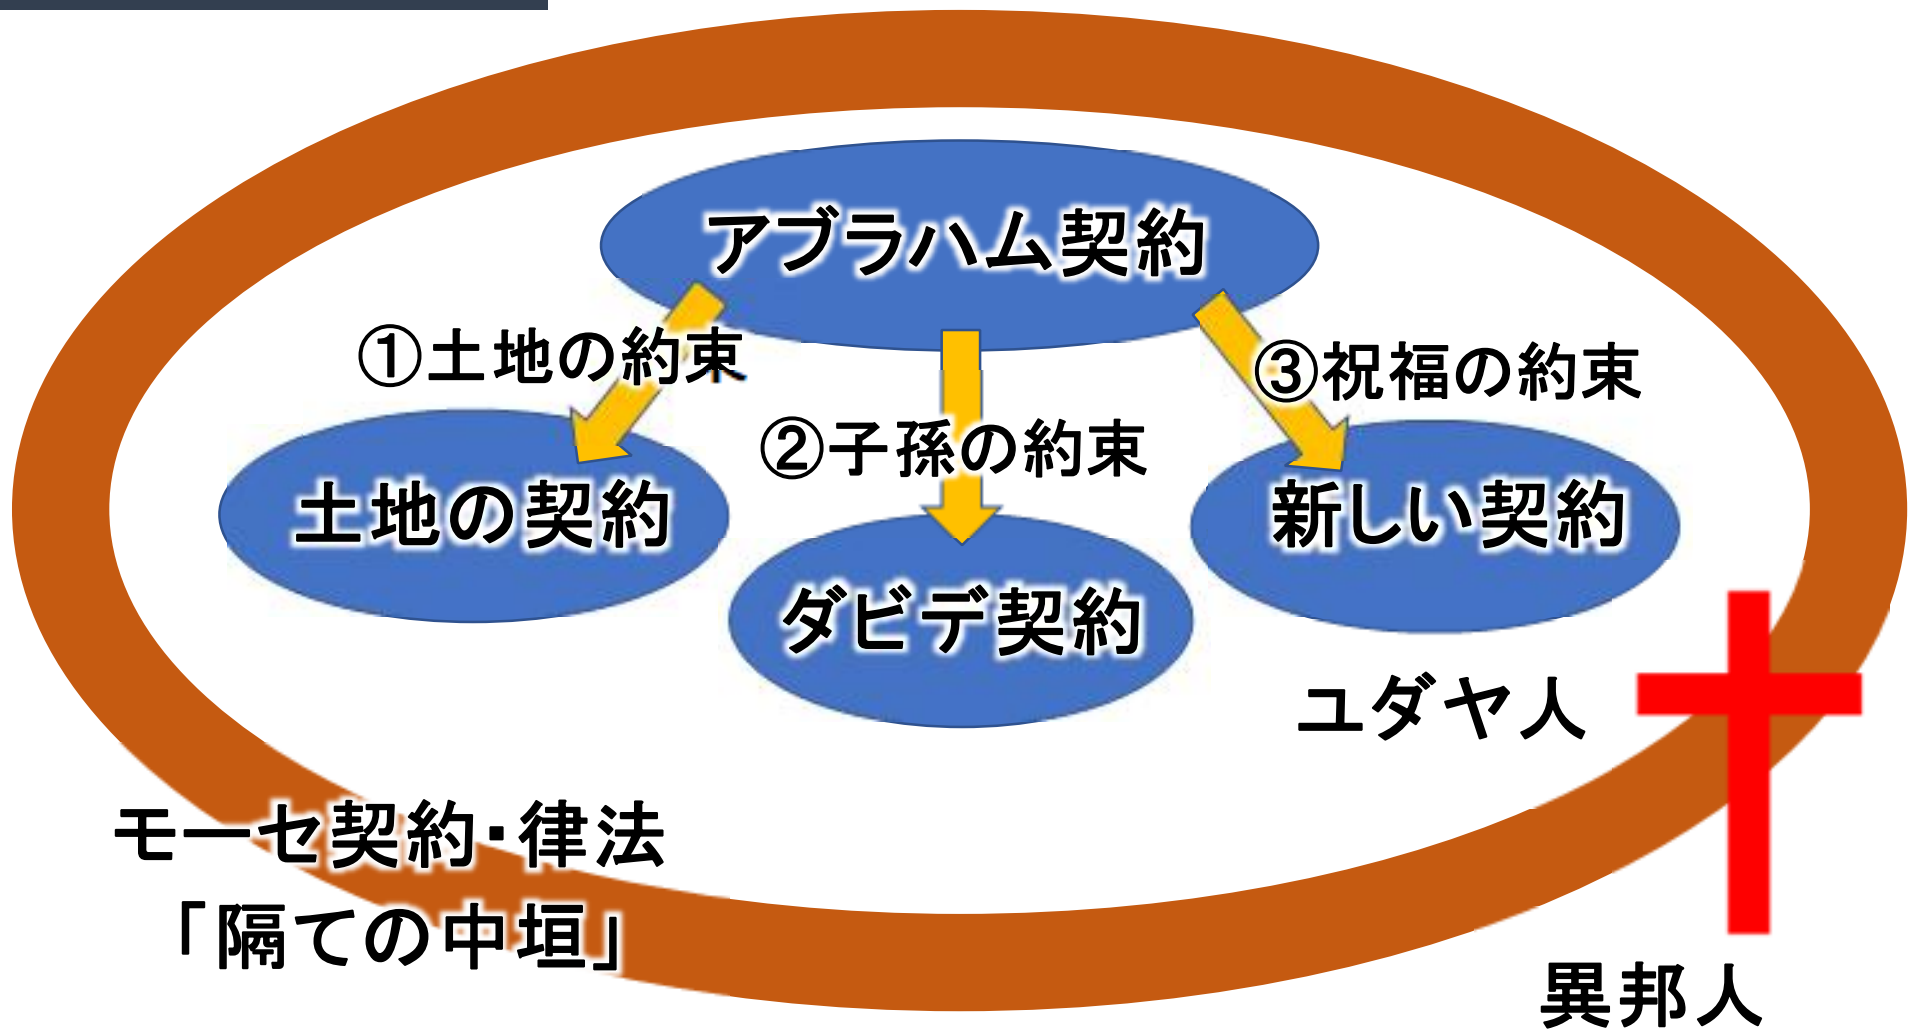 アブラハム契約
①土地の約束
③祝福の約束
②子孫の約束
土地の契約
新しい契約
ダビデ契約
ユダヤ人
モーセ契約・律法
「隔ての中垣」
異邦人